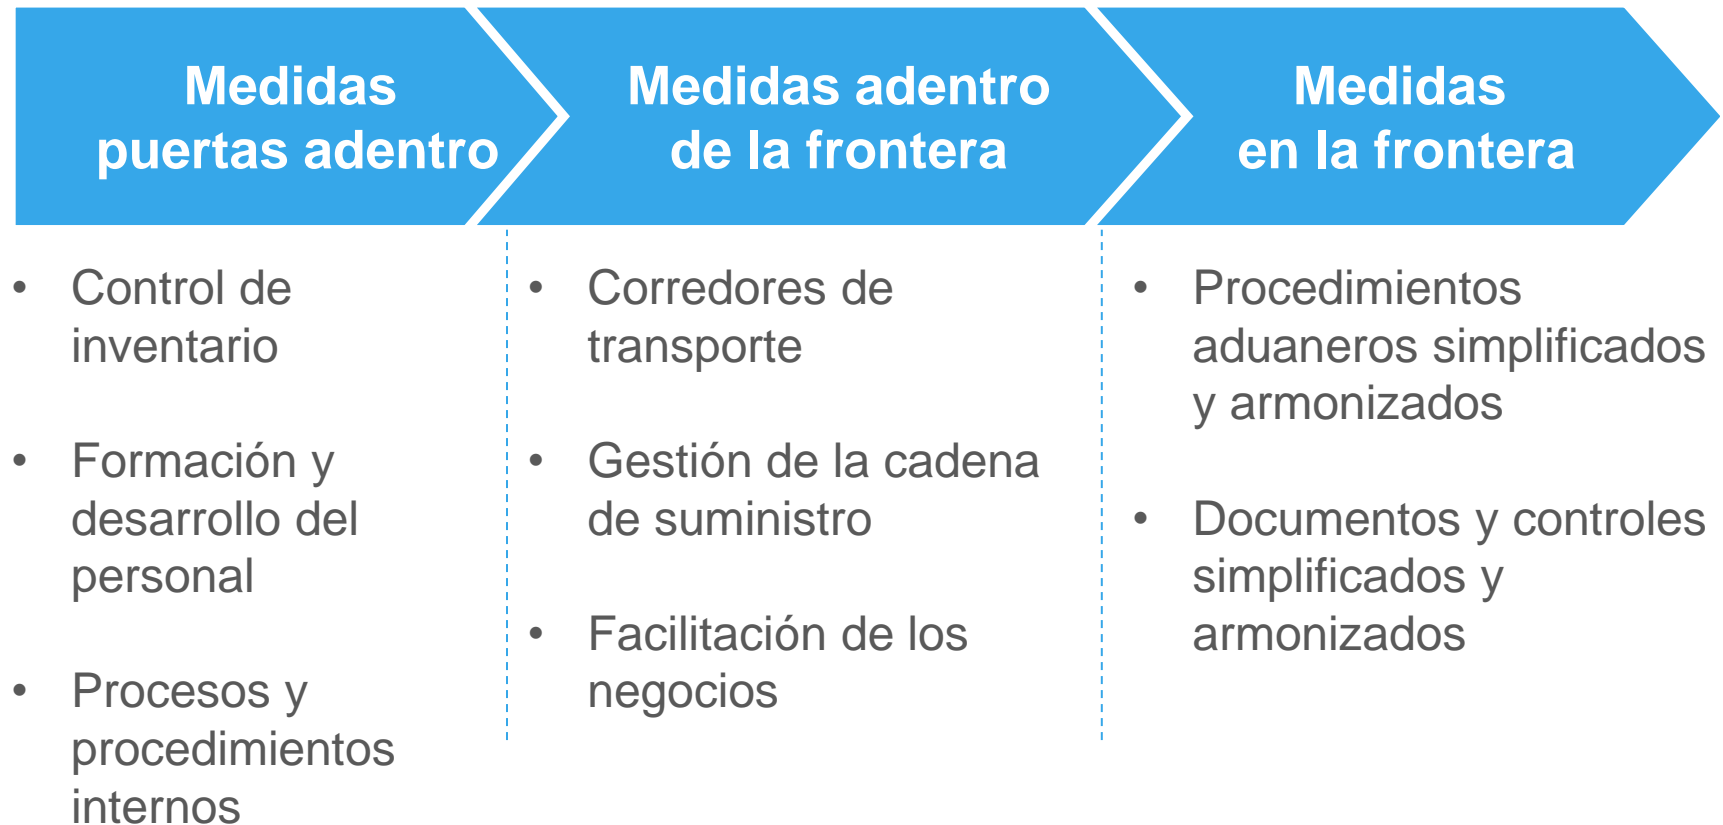 Medidas
puertas adentro
Medidas adentro
de la frontera
Medidas
en la frontera
• Control de
inventario
• Formación y
desarrollo del
personal
• Procesos y
procedimientos
internos
• Corredores de
transporte
• Gestión de la cadena
de suministro
• Facilitación de los
negocios
• Procedimientos
aduaneros simplificados
y armonizados
• Documentos y controles
simplificados y
armonizados